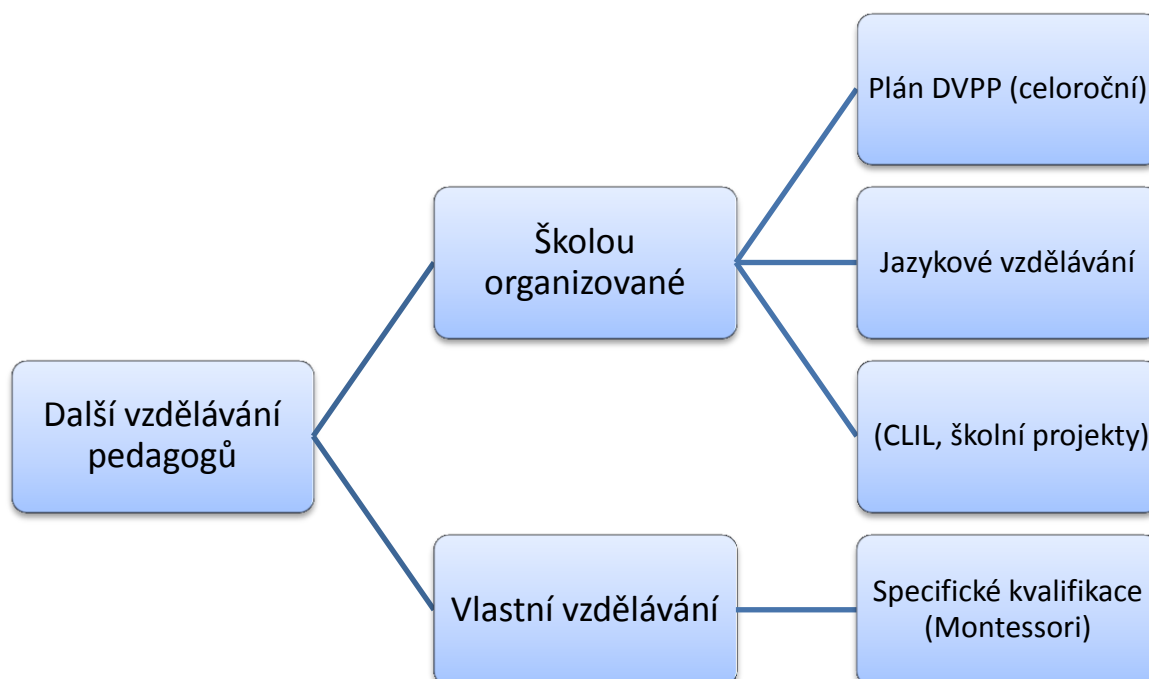 Plán DVPP (celoroční)
Školou
organizované
Jazykové vzdělávání
Další vzdělávání
pedagogů
(CLIL, školní projekty)
Vlastní vzdělávání
Specifické kvalifikace
(Montessori)